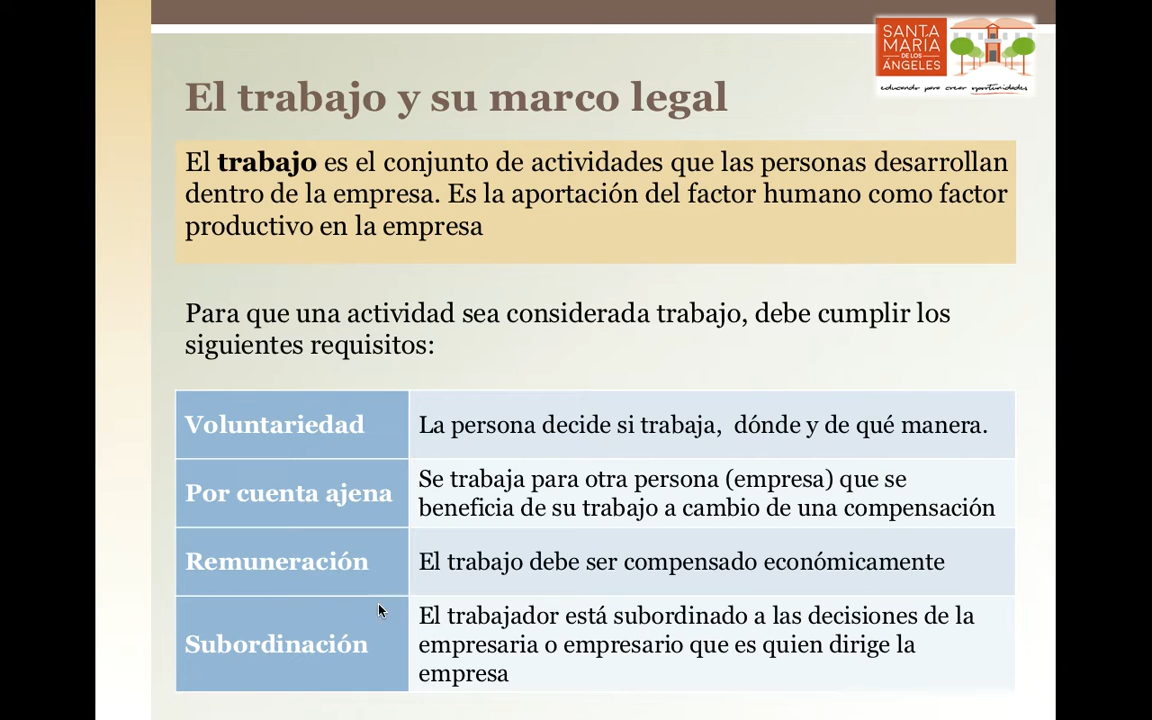 SANTA
MARÍA
DE LOS
ÁNGELES
educando para crear oportunidades
El trabajo y su marco legal
El trabajo es el conjunto de actividades que las personas desarrollan
dentro de la empresa. Es la aportación del factor humano como factor
productivo en la empresa
Para que una actividad sea considerada trabajo, debe cumplir los
siguientes requisitos:
Voluntariedad
La persona decide si trabaja,  dónde y de qué manera.
Por cuenta ajena
Se trabaja para otra persona (empresa) que se
beneficia de su trabajo a cambio de una compensación
Remuneración
El trabajo debe ser compensado económicamente
Subordinación
El trabajador está subordinado a las decisiones de la
empresaria o empresario que es quien dirige la
empresa